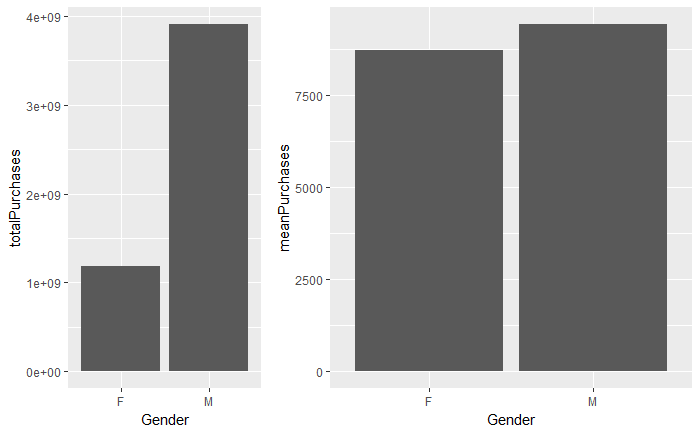 totalPurchases
4e+09
3e+09
2e+09
1e+09
0e+00
F M
Gender
meanPurchases
7500
5000
2500
0
F M
Gender